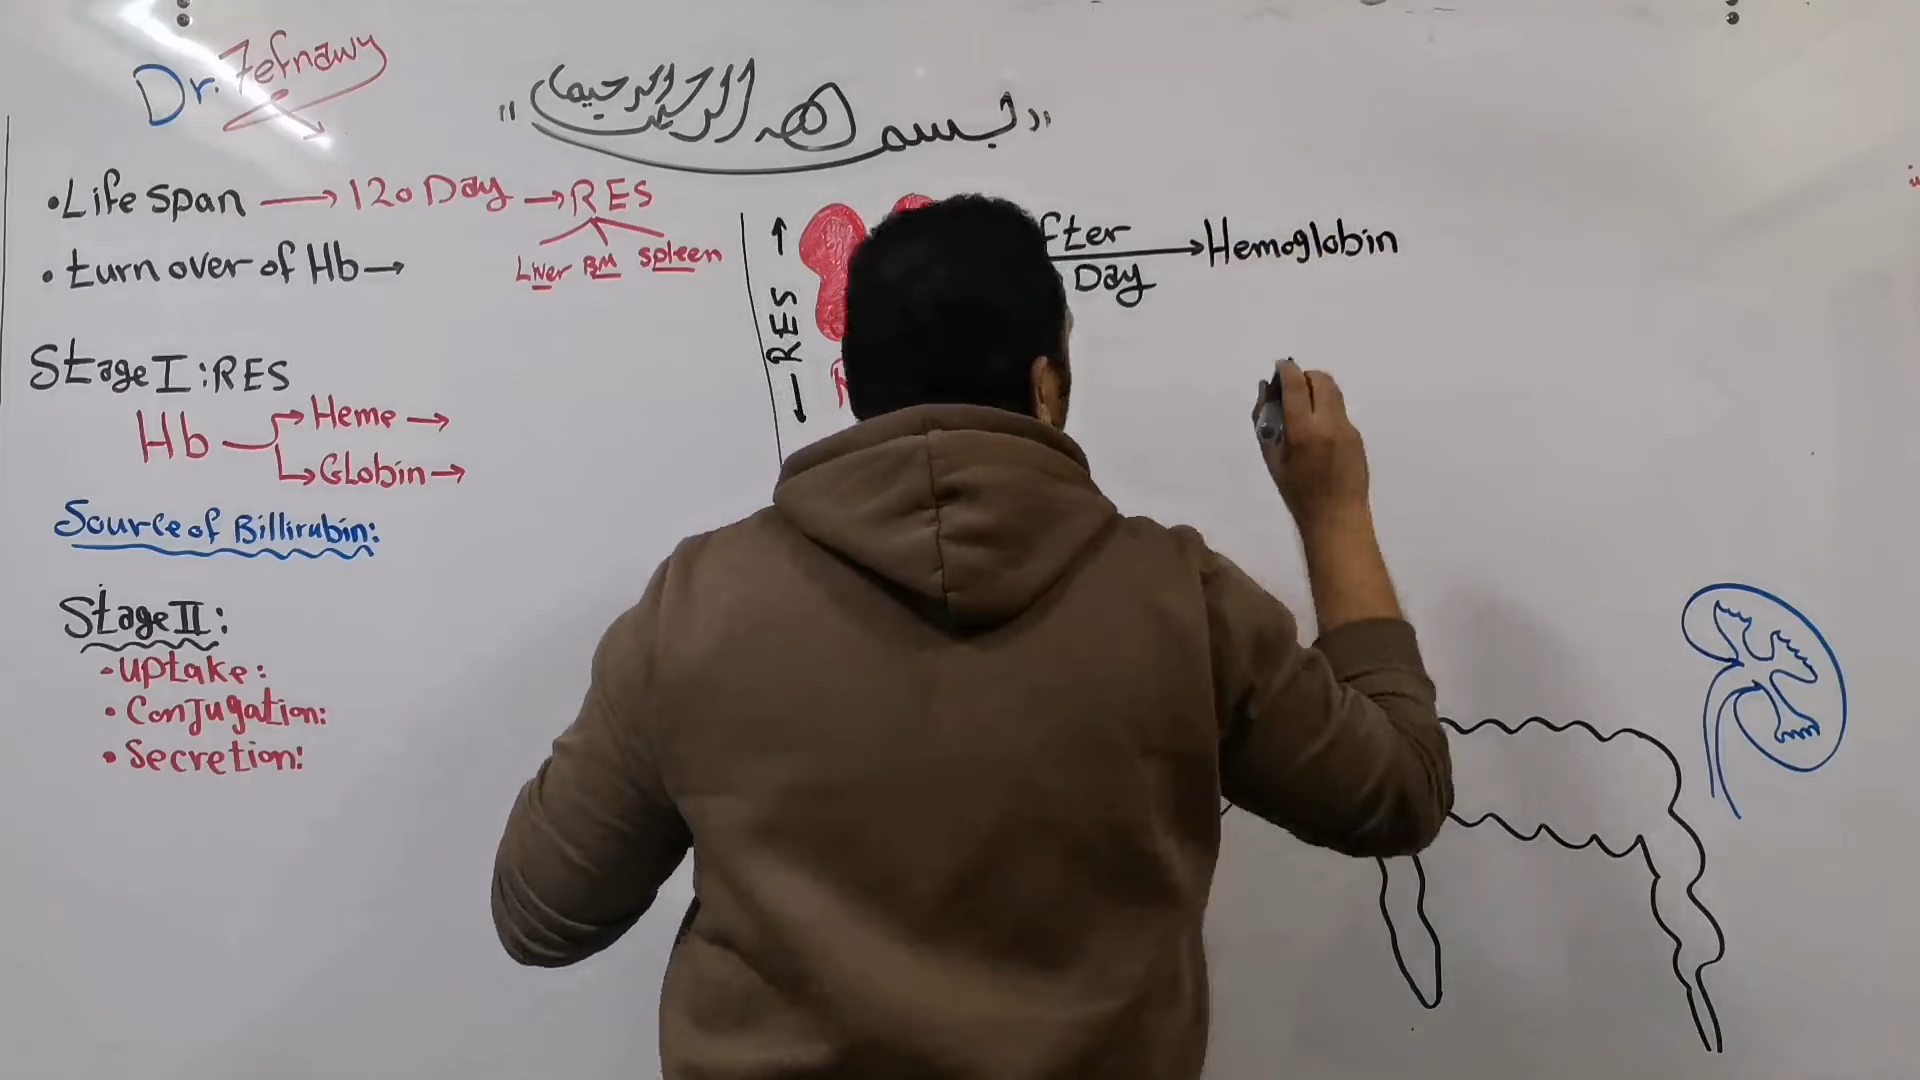 Dr. Zefnawy
"بسم الله الرحمن الرحيم"
• Life span → 120 Day → RES
Liver BM spleen
• turn over of Hb →
Stage I : RES
Hb → Heme →
→ Globin →
Source of Billirubin:
Stage II :
• uptake:
• Conjugation:
• Secretion:
← RES →
fter
Day
→ Hemoglobin